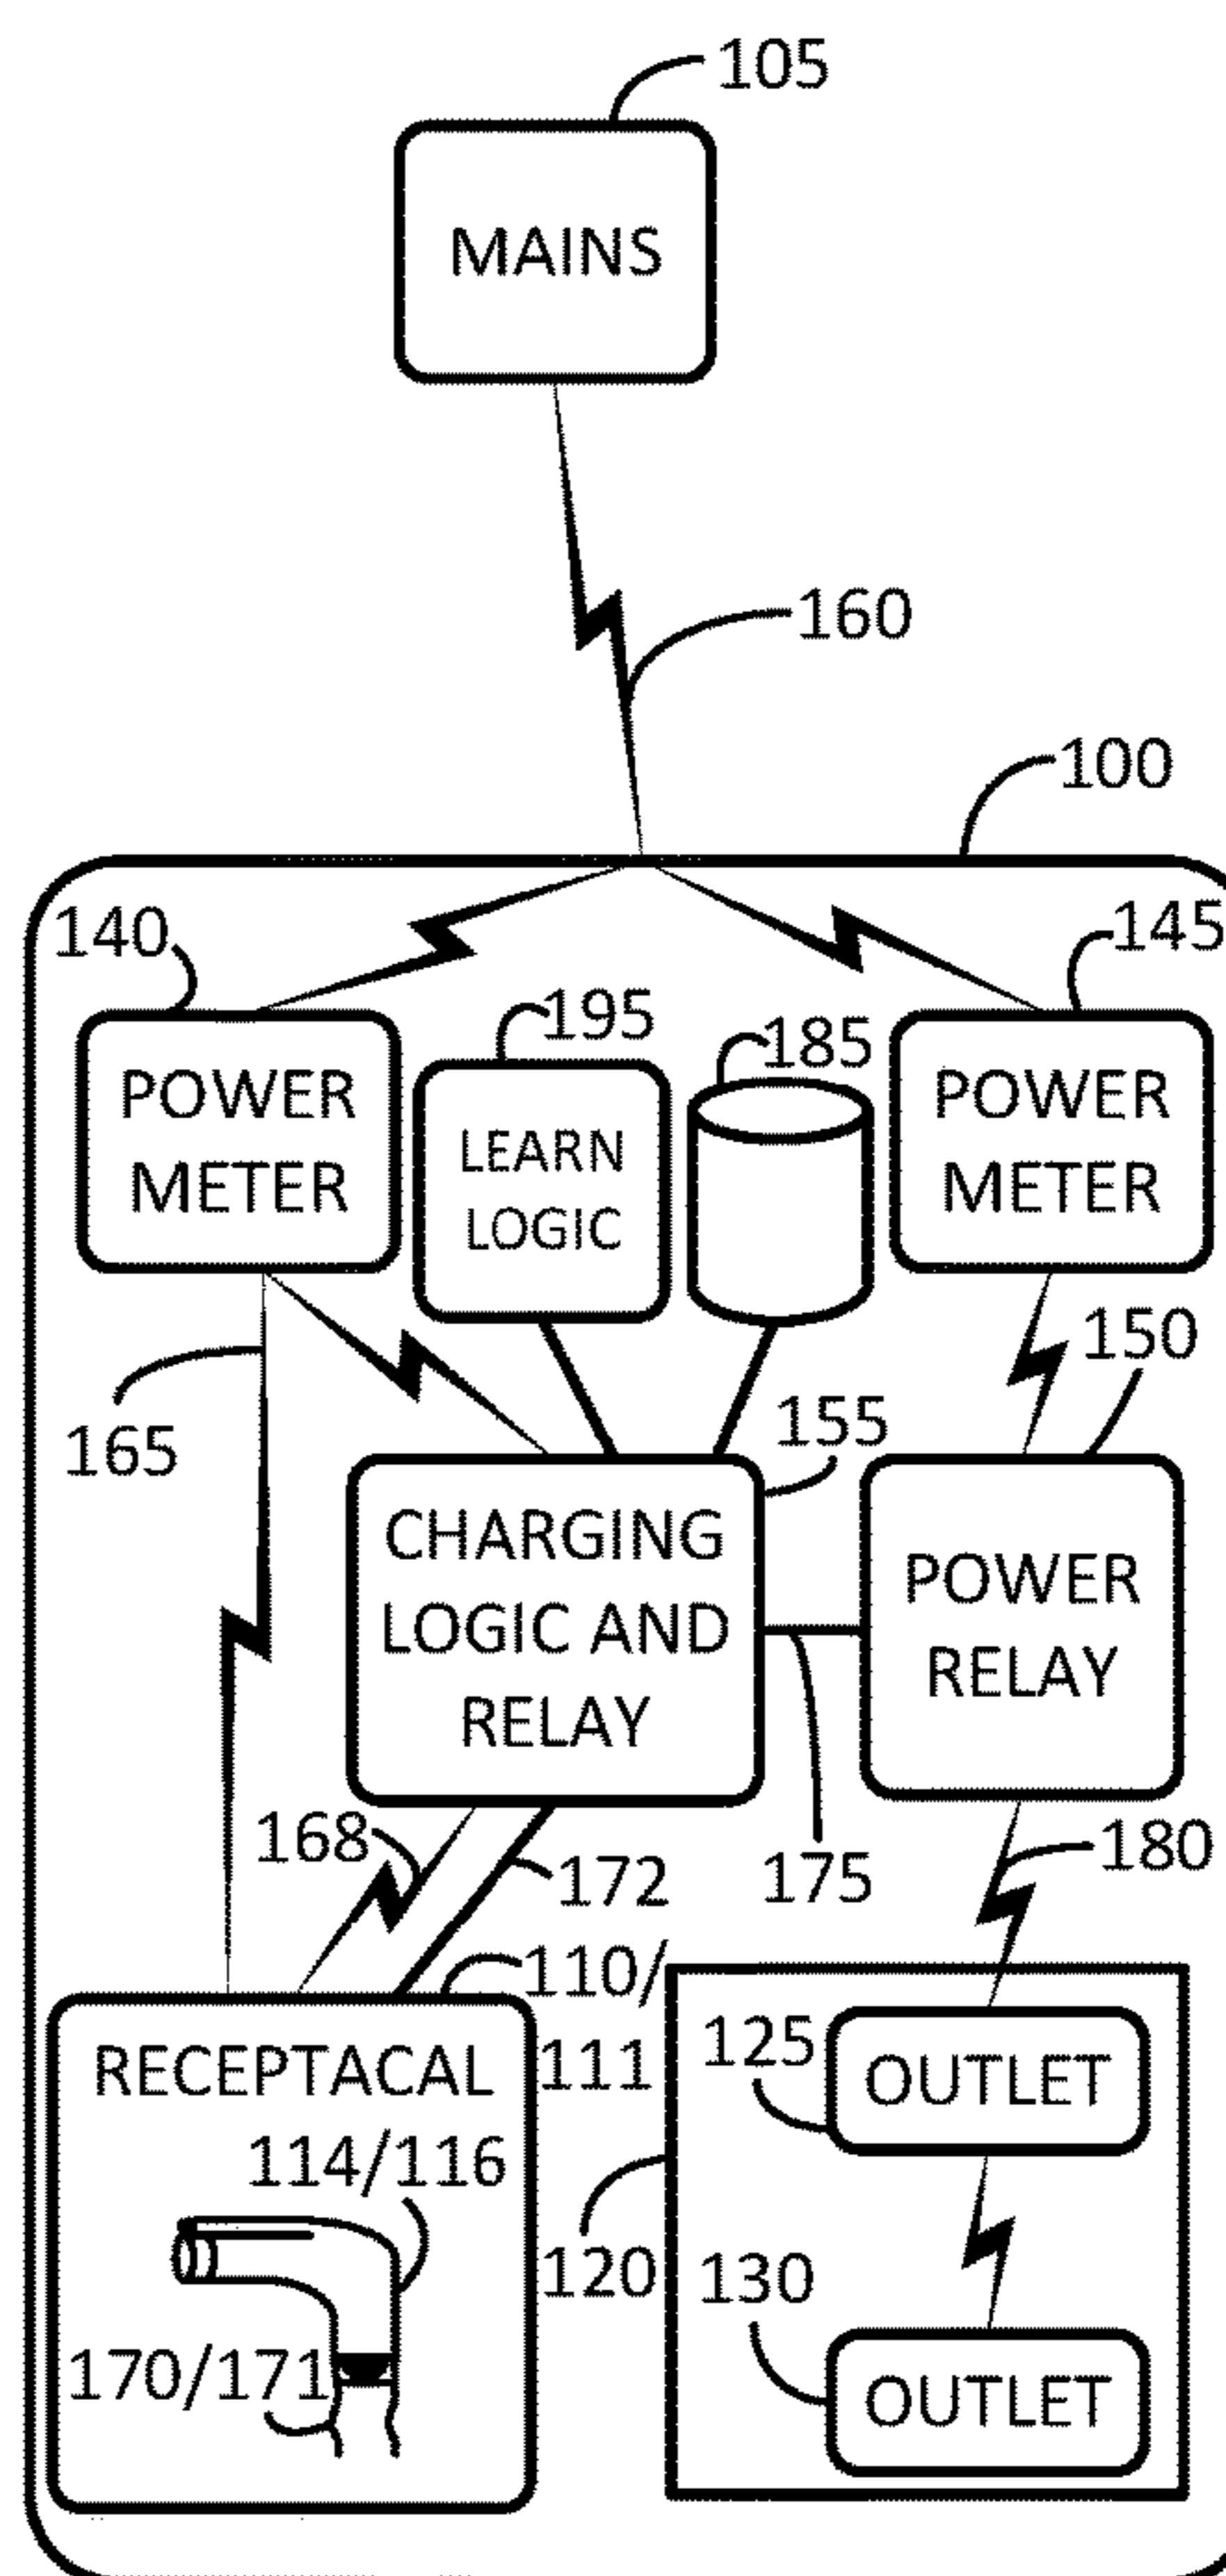 105
MAINS
160
100
140
145
195
185
POWER
METER
LEARN
LOGIC
POWER
METER
150
165
155
CHARGING
LOGIC AND
RELAY
POWER
RELAY
168
172
175
180
110/
111
RECEPTACAL
114/116
125
OUTLET
120
130
170/171
OUTLET